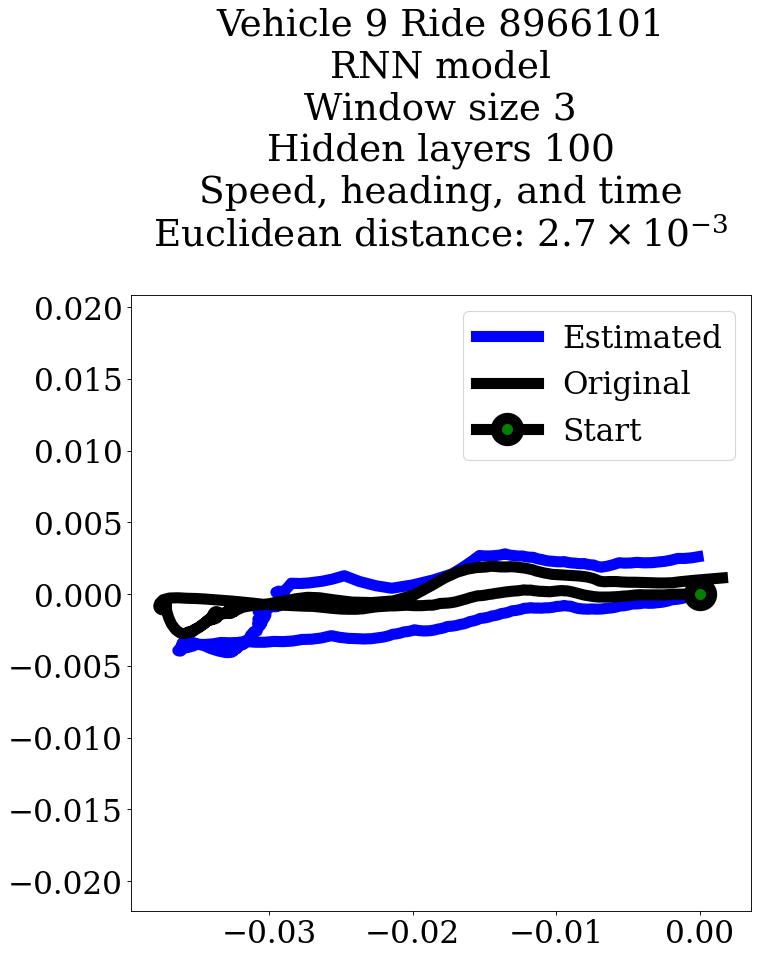 Vehicle 9 Ride 8966101
RNN model
Window size 3
Hidden layers 100
Speed, heading, and time
Euclidean distance: 2.7 × 10⁻³
Estimated
Original
Start
0.020
0.015
0.010
0.005
0.000
−0.005
−0.010
−0.015
−0.020
−0.03 −0.02 −0.01 0.00